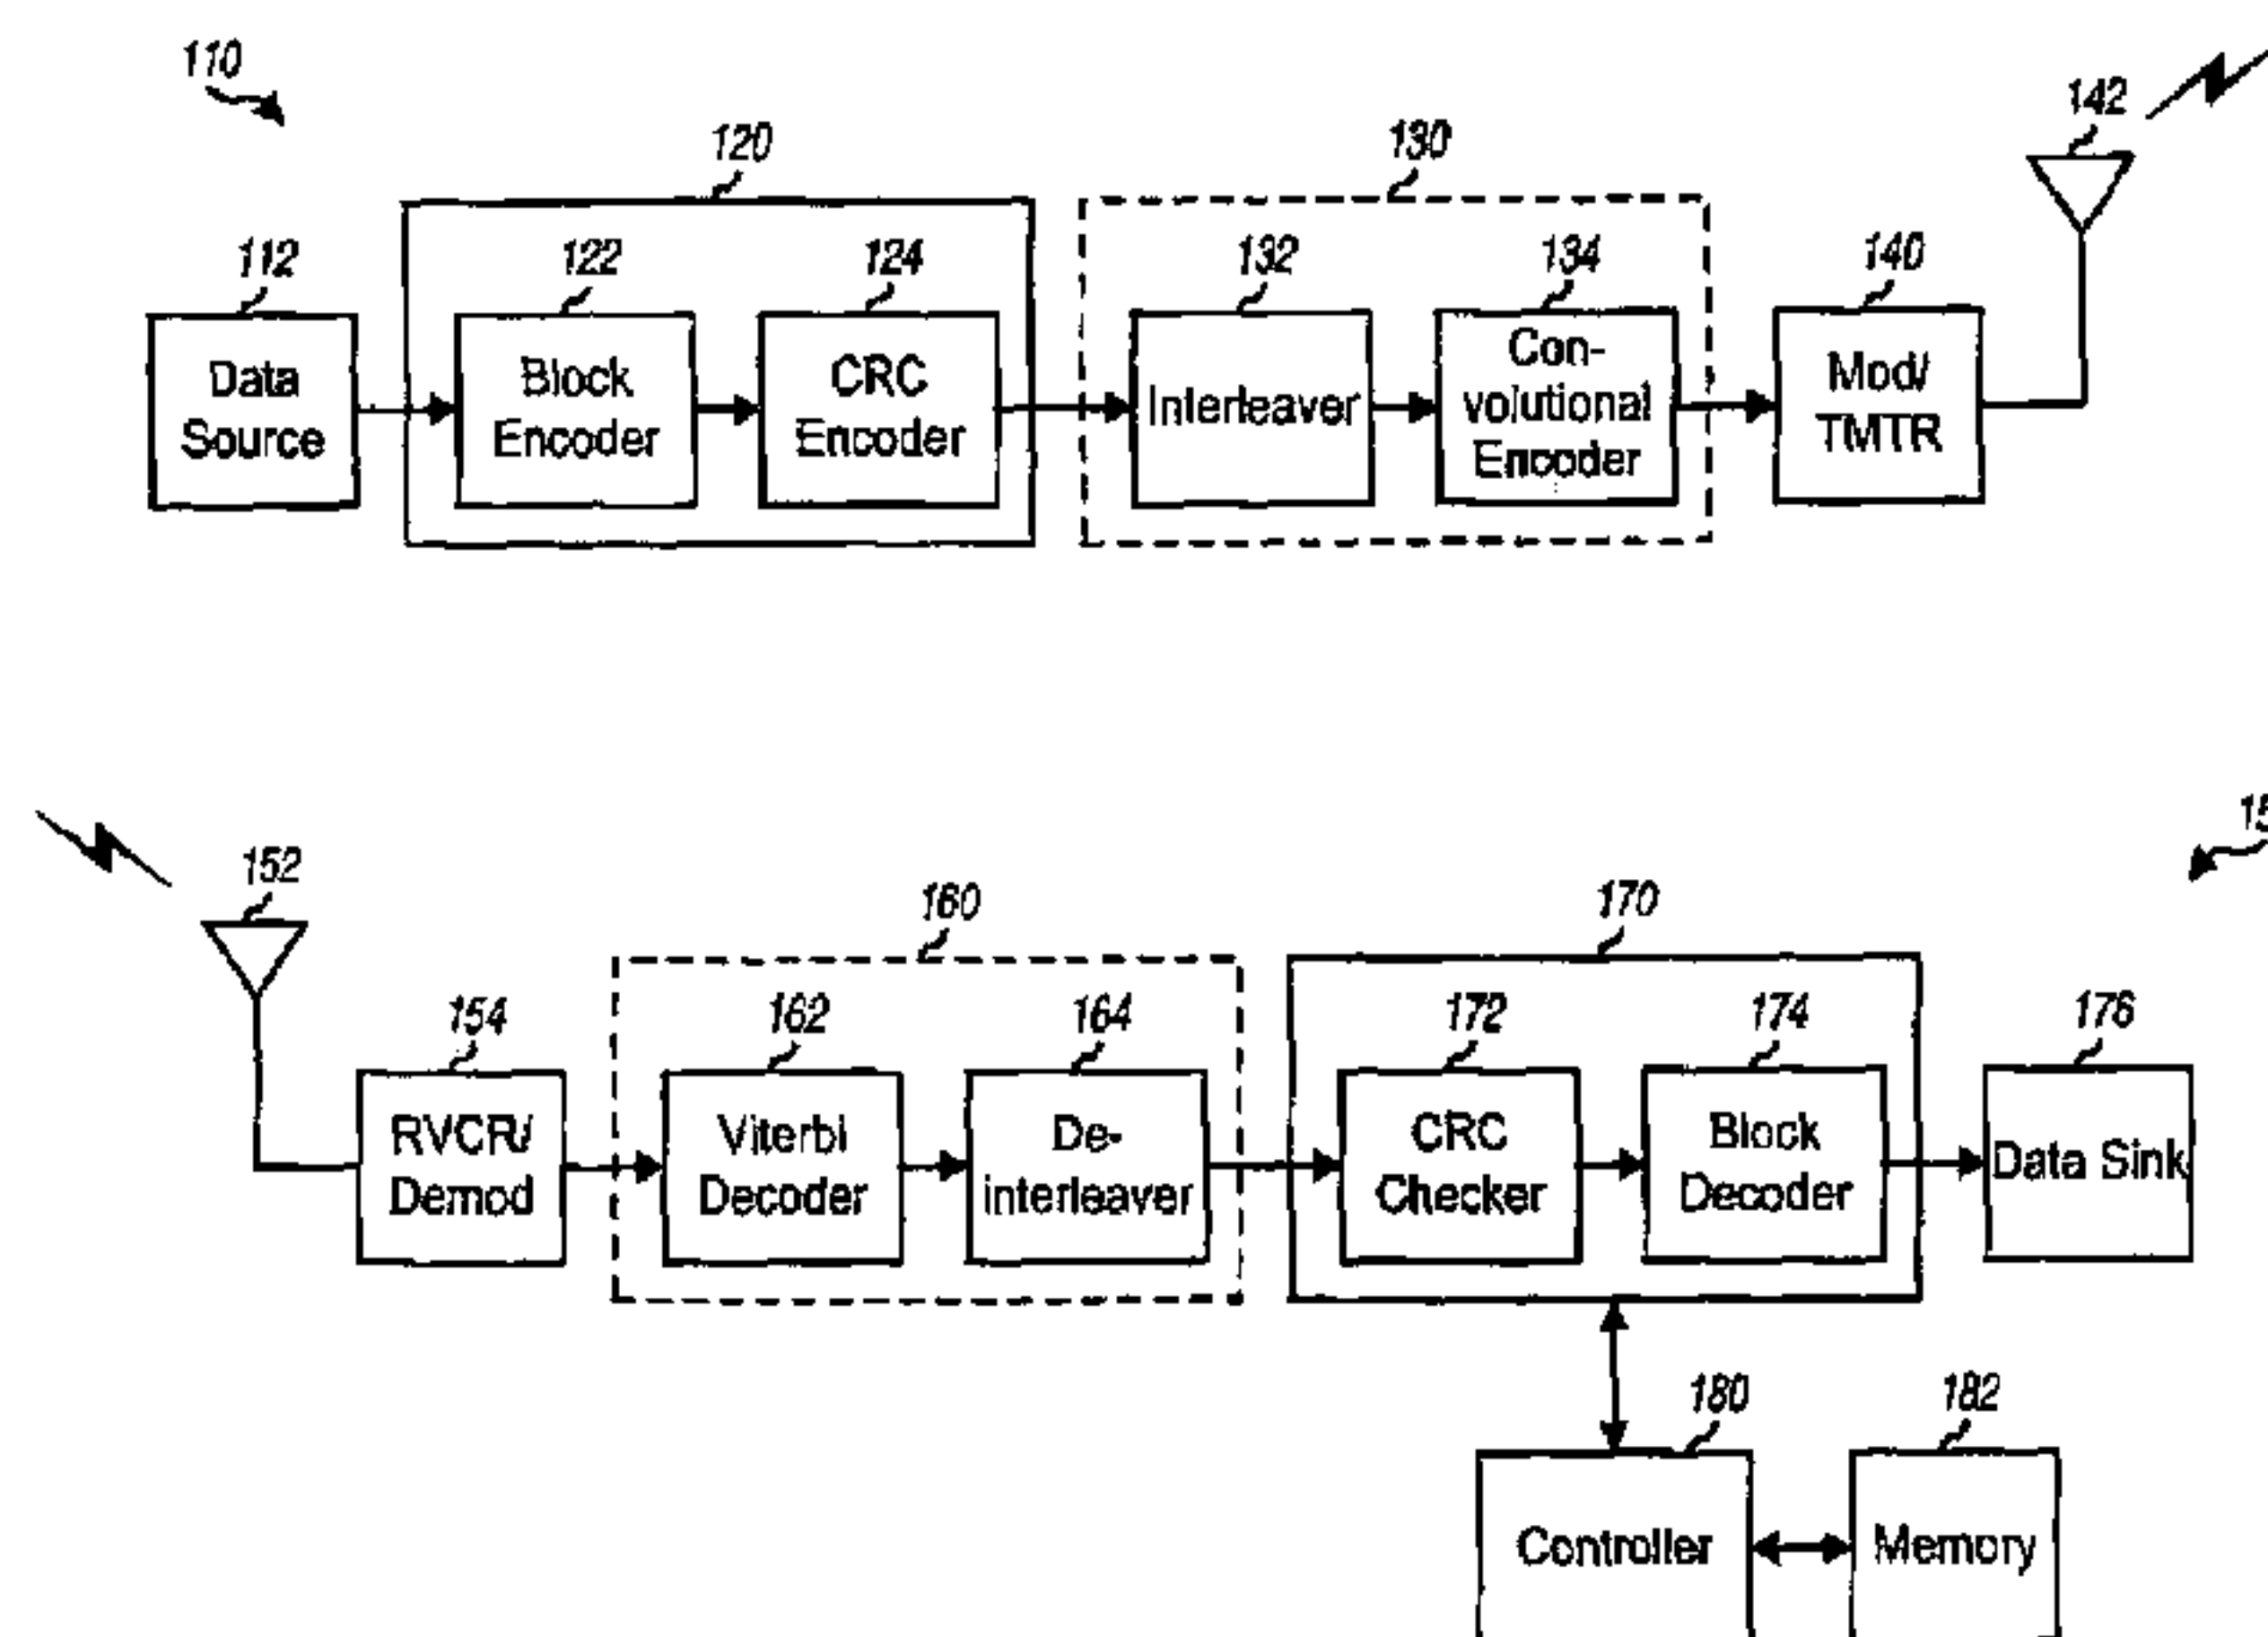 110
142
120
130
112
122
124
132
134
140
Data
Source
Block
Encoder
CRC
Encoder
Interleaver
Con-
volutional
Encoder
Mod/
TMTR
152
160
170
154
162
164
172
174
176
RVCR/
Demod
Viterbi
Decoder
De-
interleaver
CRC
Checker
Block
Decoder
Data Sink
180
182
Controller
Memory